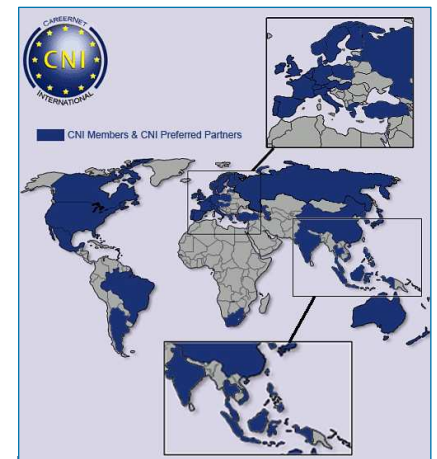 CAREERNET
CNI
INTERNATIONAL
CNI Members & CNI Preferred Partners